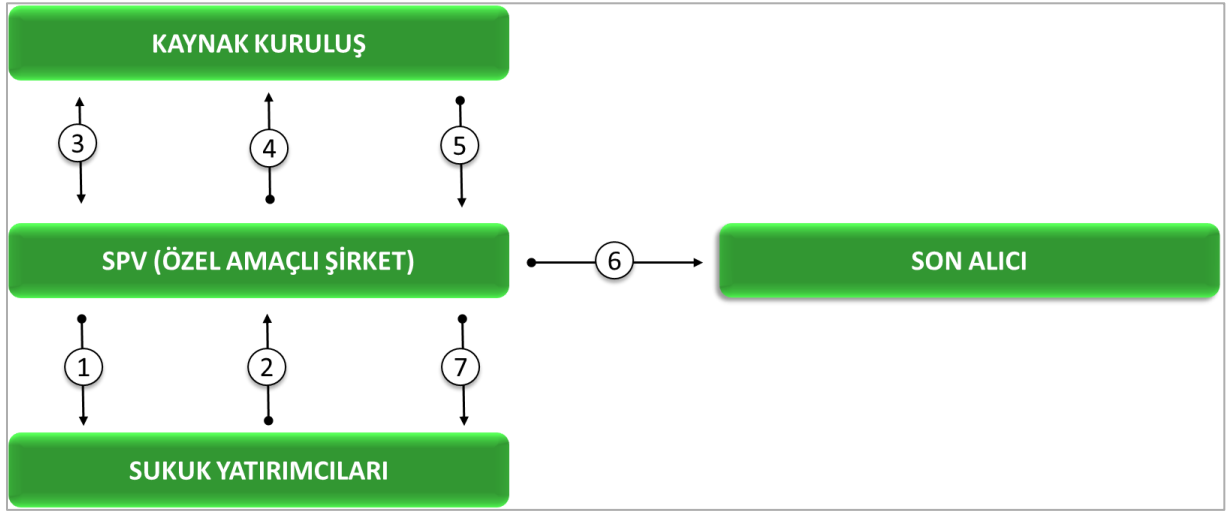 KAYNAK KURULUŞ
3
4
5
SPV (ÖZEL AMAÇLI ŞİRKET)
6
SON ALICI
1
2
7
SUKUK YATIRIMCILARI